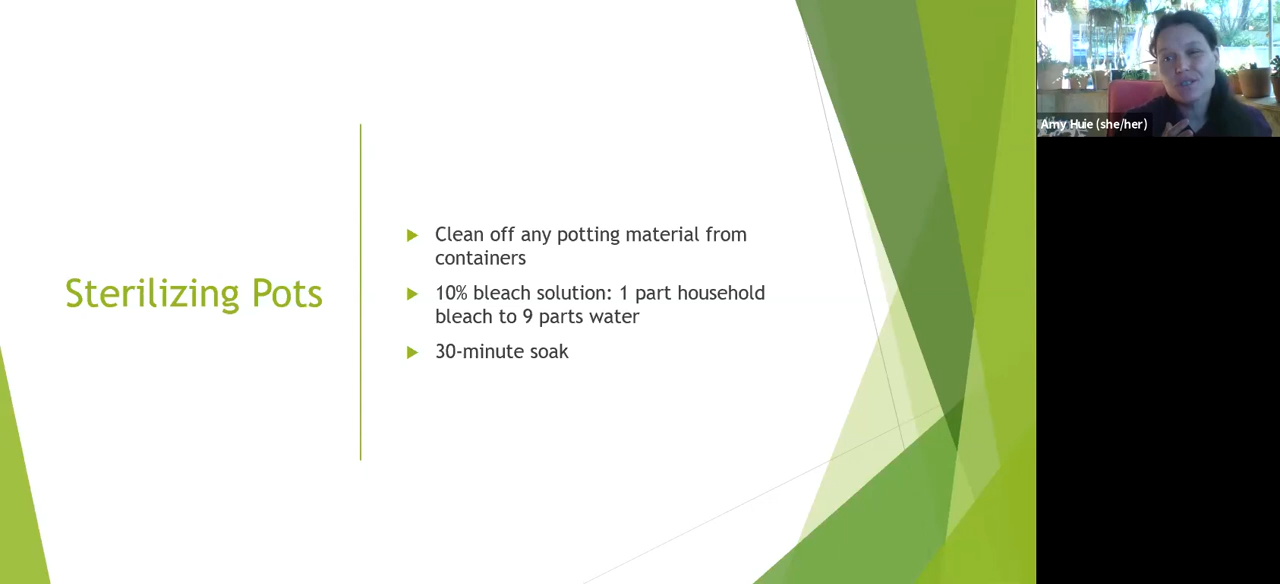 Sterilizing Pots
Clean off any potting material from
containers
10% bleach solution: 1 part household
bleach to 9 parts water
30-minute soak
Amy Huie (she/her)